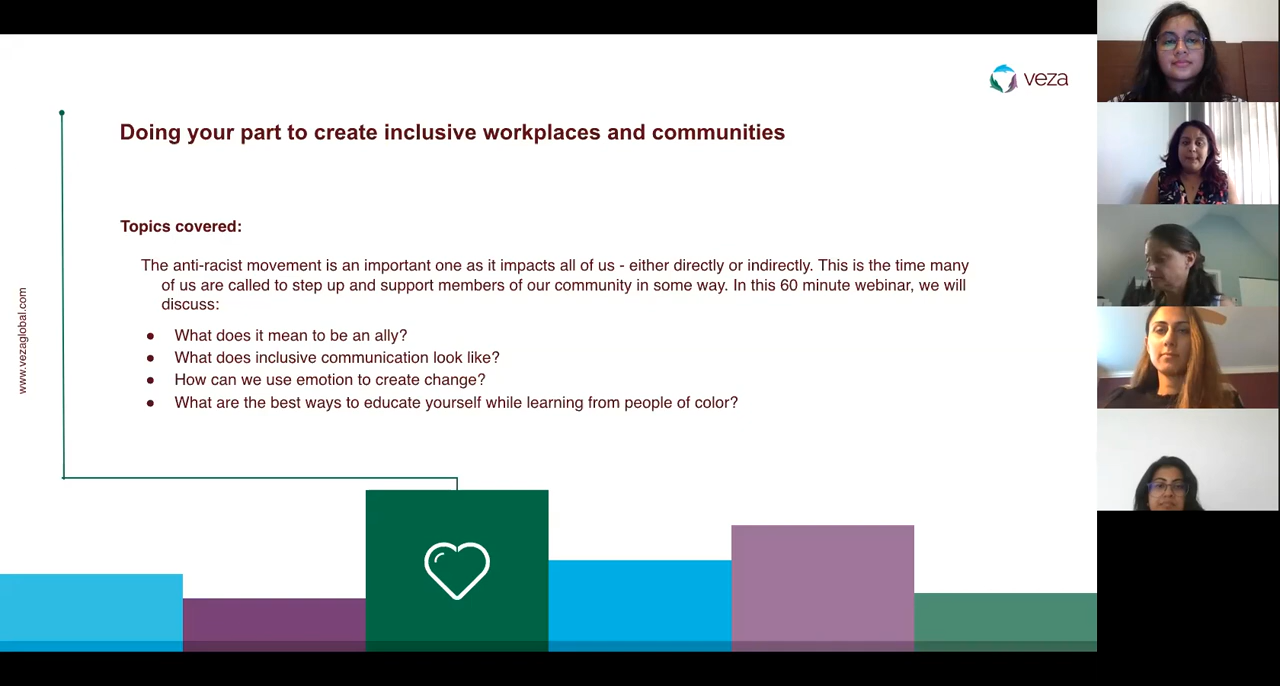 veza
Doing your part to create inclusive workplaces and communities
Topics covered:
The anti-racist movement is an important one as it impacts all of us - either directly or indirectly. This is the time many
of us are called to step up and support members of our community in some way. In this 60 minute webinar, we will
discuss:
● What does it mean to be an ally?
● What does inclusive communication look like?
● How can we use emotion to create change?
● What are the best ways to educate yourself while learning from people of color?
www.vezaglobal.com